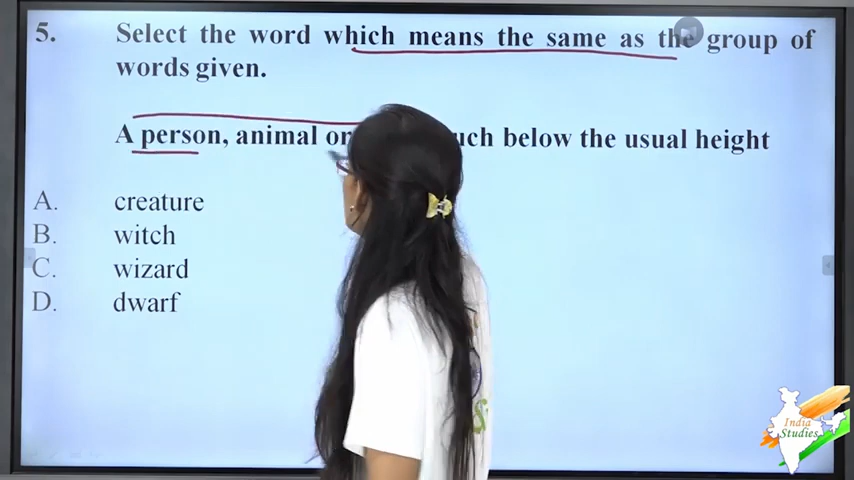 5. Select the word which means the same as the group of
words given.
A person, animal or uch below the usual height
A. creature
B. witch
C. wizard
D. dwarf
India
Studies